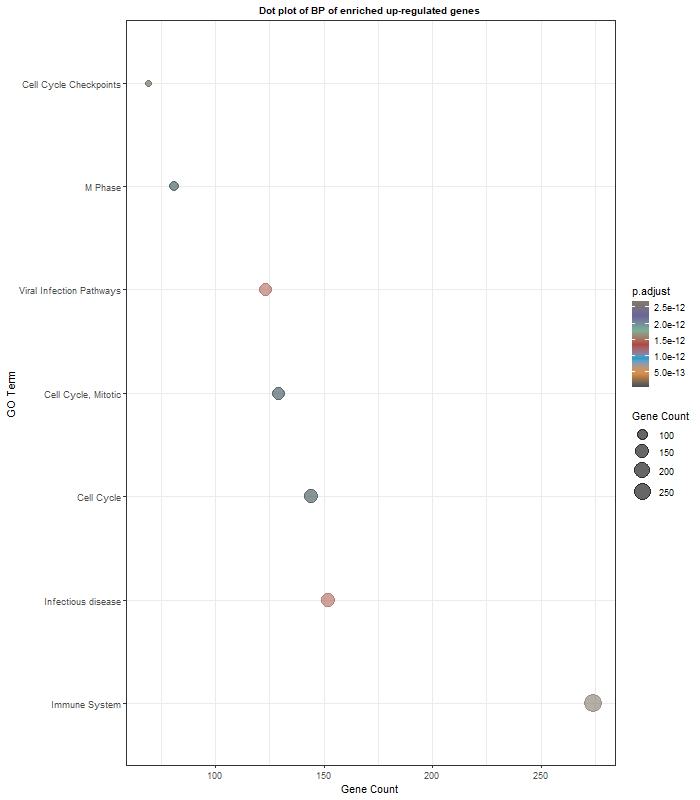 Dot plot of BP of enriched up-regulated genes
GO Term
Cell Cycle Checkpoints
M Phase
Viral Infection Pathways
Cell Cycle, Mitotic
Cell Cycle
Infectious disease
Immune System
100
150
200
250
Gene Count
p.adjust
2.5e-12
2.0e-12
1.5e-12
1.0e-12
5.0e-13
Gene Count
100
150
200
250